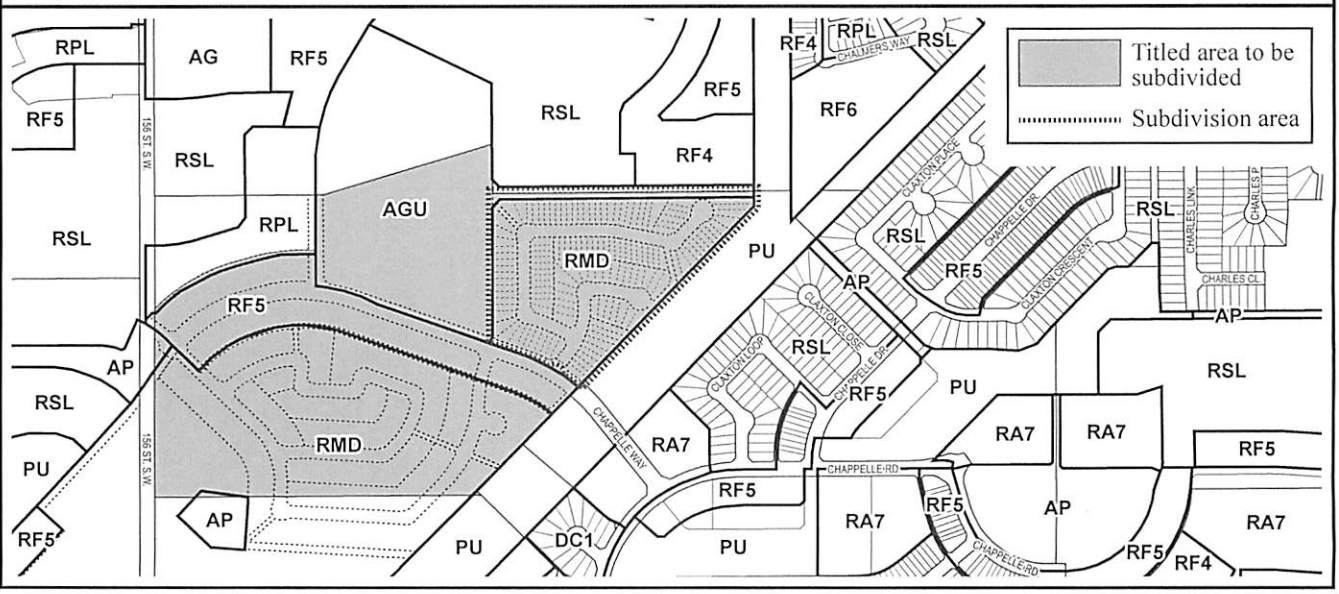 RPL
AG
RF5
RF5
156 ST. S.W.
RSL
RSL
RPL
AGU
RSL
RF5
RF4
RF4
RPL
RSL
CHALMERS WAY
RF6
Titled area to be
subdivided
Subdivision area
CLAXTON PLACE
RSL
CHAPPELLE DR.
RF5
CLAXTON CRESCENT
RSL
CHARLES LINK
CHARLES CL.
AP
RMD
PU
AP
RF5
AP
RSL
PU
RF5
156 ST. S.W.
RMD
AP
CLAXTON CLOSE
RSL
CLAXTON LOOP
CHAPPELLE DR.
RF5
PU
RSL
CHAPPELLE WAY
RA7
RA7
RA7
RF5
CHAPPELLE RD
RF5
RF5
AP
RA7
RA7
PU
DC1
PU
CHAPPELLE RD
RF5
RF4